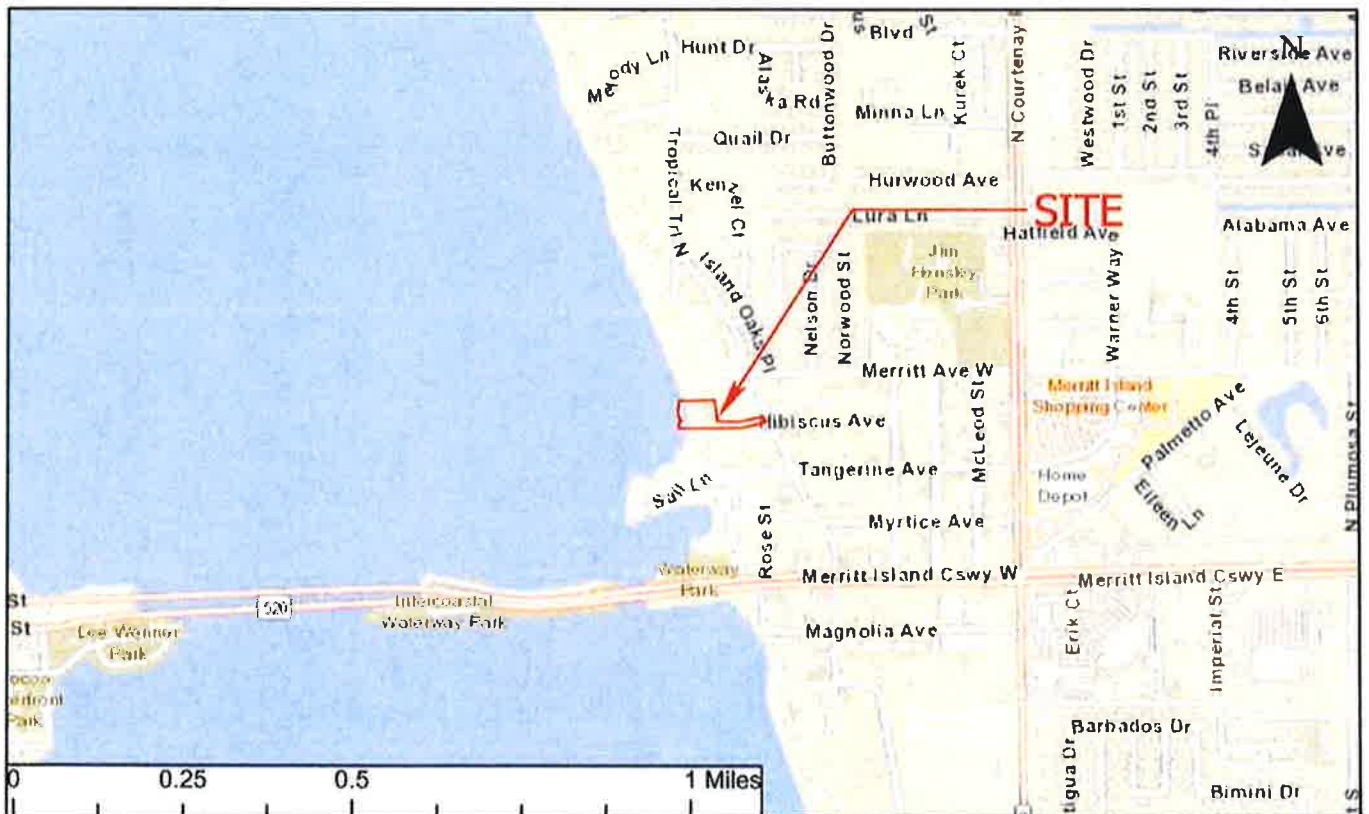 Blvd
St
N
Melody Ln
Hunt Dr
Alaska Rd
Buttonwood Dr
Kurek Ct
N Courtenay
Westwood Dr
1st St
2nd St
3rd St
4th Pl
Riverside Ave
Minna Ln
Quail Dr
Tropical Trl N
Hurwood Ave
SITE
Lura Ln
Hatfield Ave
Alabama Ave
Jim
Hensley
Park
Island Oaks Pl
Nelson Dr
Norwood St
Warner Way
4th St
5th St
6th St
Merritt Ave W
McLeod St
Merritt Island
Shopping Center
Palmetto Ave
Lejeune Dr
N Plumosa St
Hibiscus Ave
Tangerine Ave
Home
Depot
Eileen Ln
Sail Ln
Rose St
Myrtice Ave
Waterway
Park
Merritt Island Cswy W
Merritt Island Cswy E
520
Intercoastal
Waterway Park
St
St
Lee Wenner
Park
Magnolia Ave
Erik Ct
Imperial St
Park
Barbados Dr
Bimini Dr
0 0.25 0.5 1 Miles